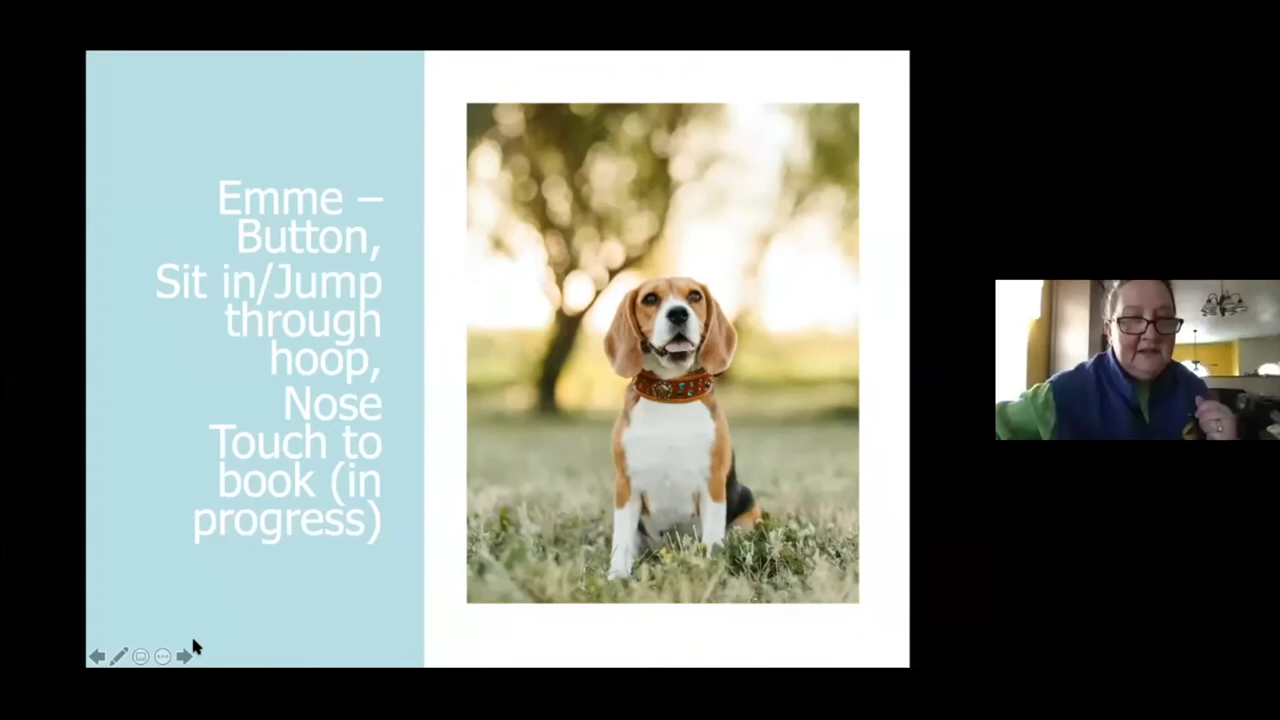 Emme –
Button,
Sit in/Jump
through
hoop,
Nose
Touch to
book (in
progress)